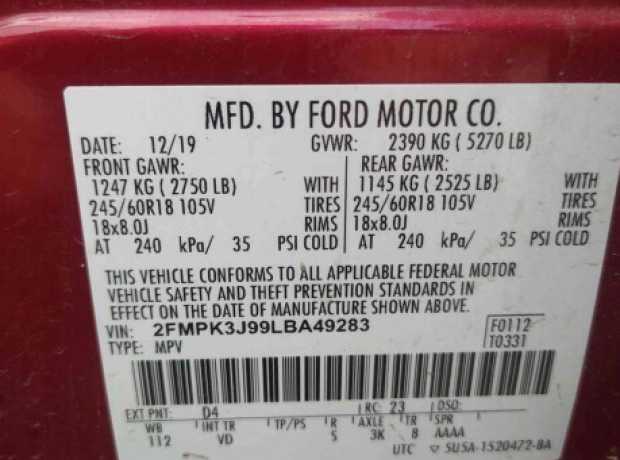 MFD. BY FORD MOTOR CO.
DATE: 12/19 GVWR: 2390 KG ( 5270 LB)
FRONT GAWR: REAR GAWR:
1247 KG ( 2750 LB) WITH 1145 KG ( 2525 LB) WITH
245/60R18 105V TIRES 245/60R18 105V TIRES
18x8.0J RIMS 18x8.0J RIMS
AT 240 kPa/ 35 PSI COLD AT 240 kPa/ 35 PSI COLD
THIS VEHICLE CONFORMS TO ALL APPLICABLE FEDERAL MOTOR
VEHICLE SAFETY AND THEFT PREVENTION STANDARDS IN
EFFECT ON THE DATE OF MANUFACTURE SHOWN ABOVE.
VIN: 2FMPK3J99LBA49283 F0112
TYPE: MPV T0331
EXT PNT: D4 RC: 23 DSO:
WB INT TR TP/PS R AXLE TR SPR
112 VD S 3K 8 AAAA
UTC ▽ 5U5A-1520472-BA